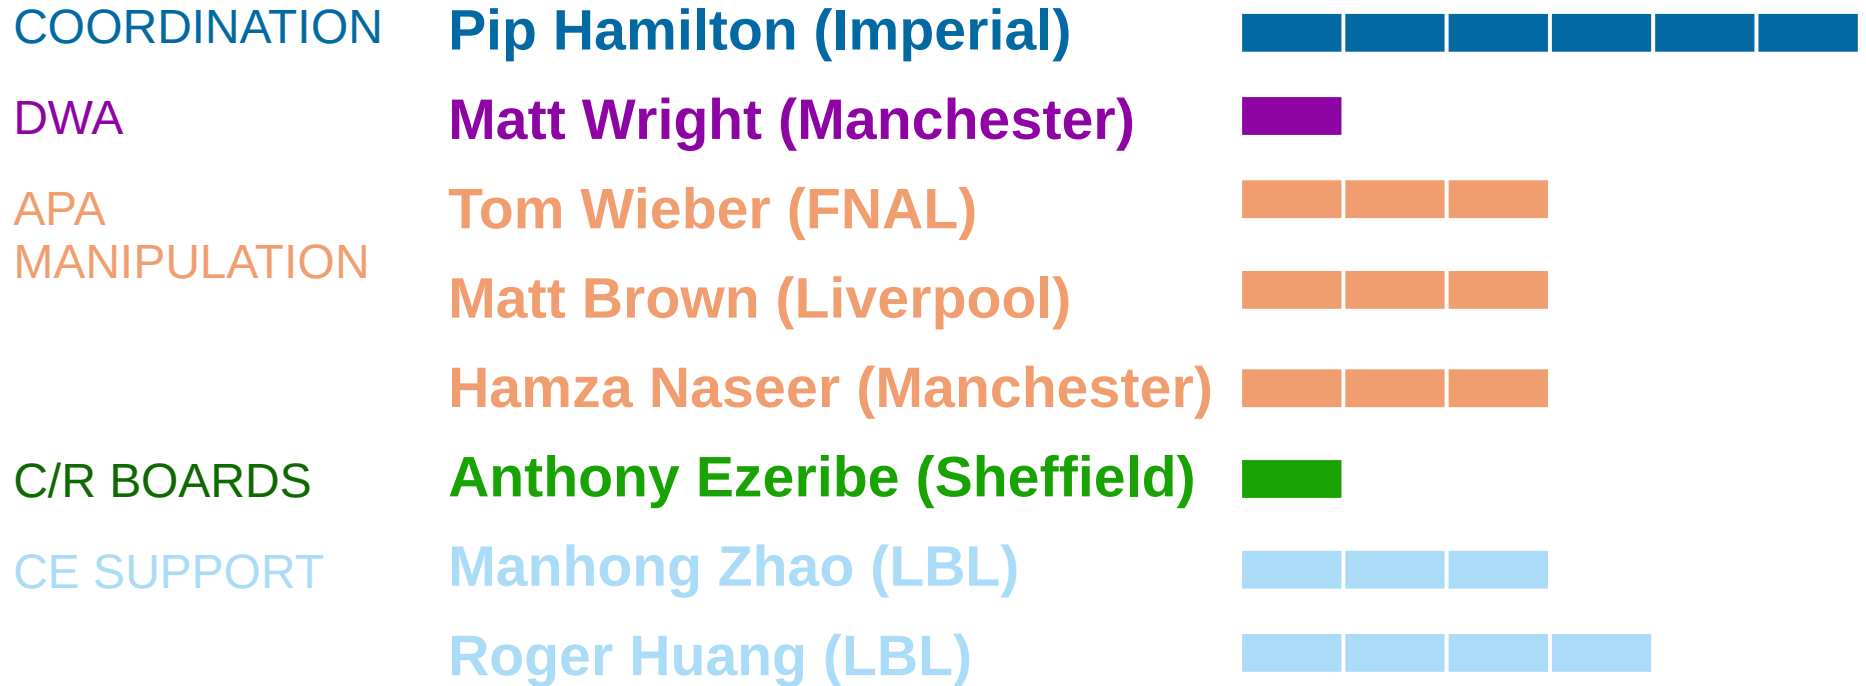 COORDINATION Pip Hamilton (Imperial)
DWA Matt Wright (Manchester)
APA Tom Wieber (FNAL)
MANIPULATION
Matt Brown (Liverpool)
Hamza Naseer (Manchester)
C/R BOARDS Anthony Ezeribe (Sheffield)
CE SUPPORT Manhong Zhao (LBL)
Roger Huang (LBL)